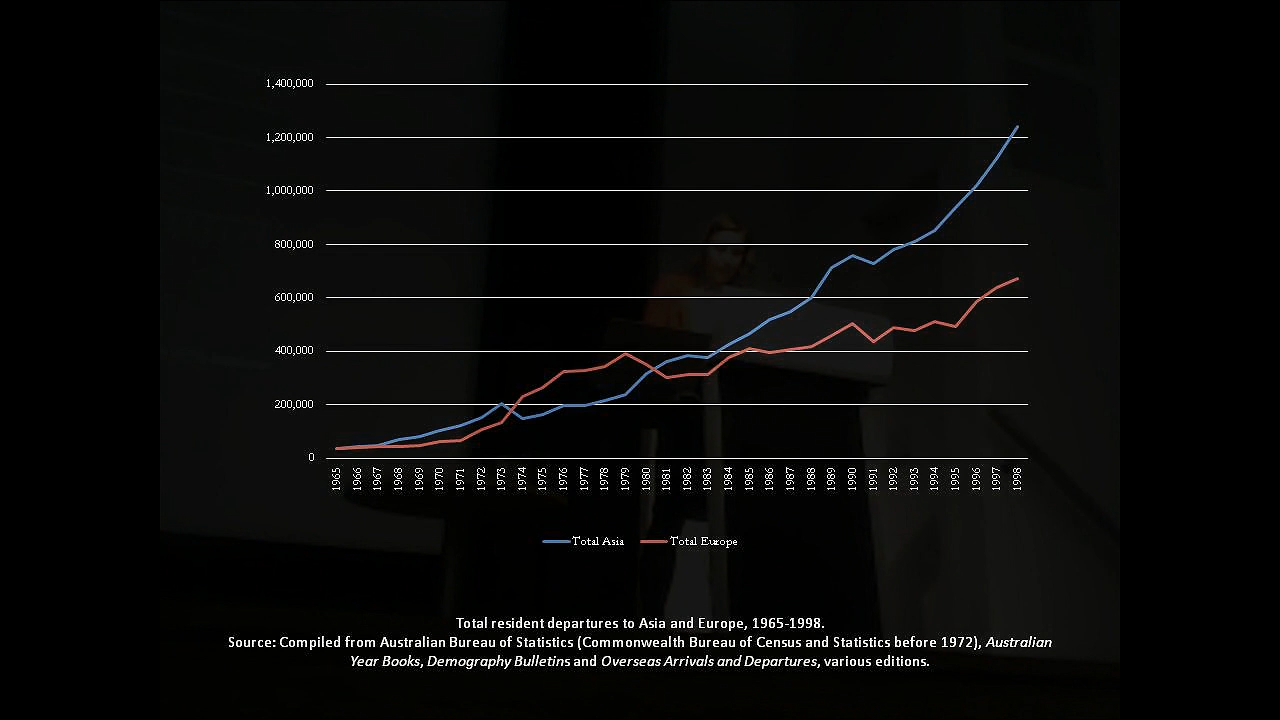 1,400,000
1,200,000
1,000,000
800,000
600,000
400,000
200,000
0
1965 1966 1967 1968 1969 1970 1971 1972 1973 1974 1975 1976 1977 1978 1979 1980 1981 1982 1983 1984 1985 1986 1987 1988 1989 1990 1991 1992 1993 1994 1995 1996 1997 1998
Total Asia Total Europe
Total resident departures to Asia and Europe, 1965-1998.
Source: Compiled from Australian Bureau of Statistics (Commonwealth Bureau of Census and Statistics before 1972), Australian
Year Books, Demography Bulletins and Overseas Arrivals and Departures, various editions.